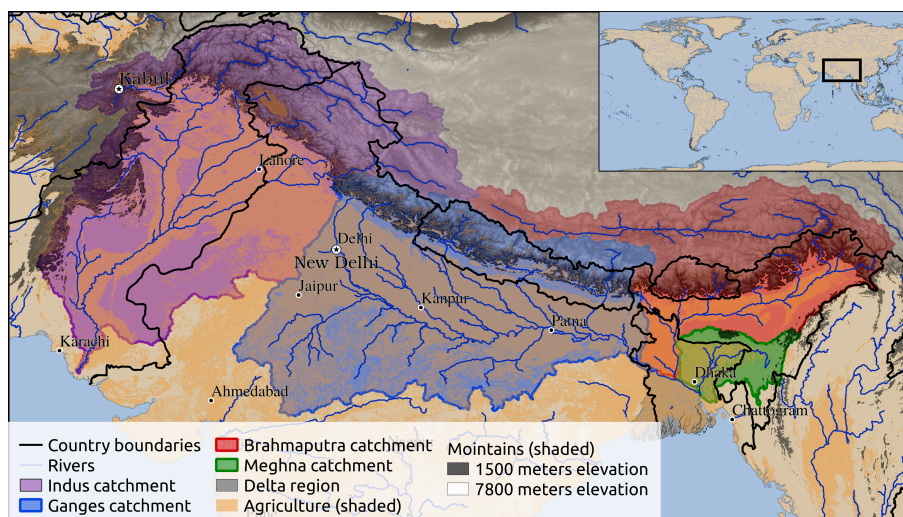 Kabul
Lahore
Delhi
New Delhi
Jaipur
Kanpur
Patna
Karachi
Dhaka
Ahmedabad
Chattogram
Country boundaries
Rivers
Indus catchment
Ganges catchment
Brahmaputra catchment
Meghna catchment
Delta region
Agriculture (shaded)
Mointains (shaded)
1500 meters elevation
7800 meters elevation